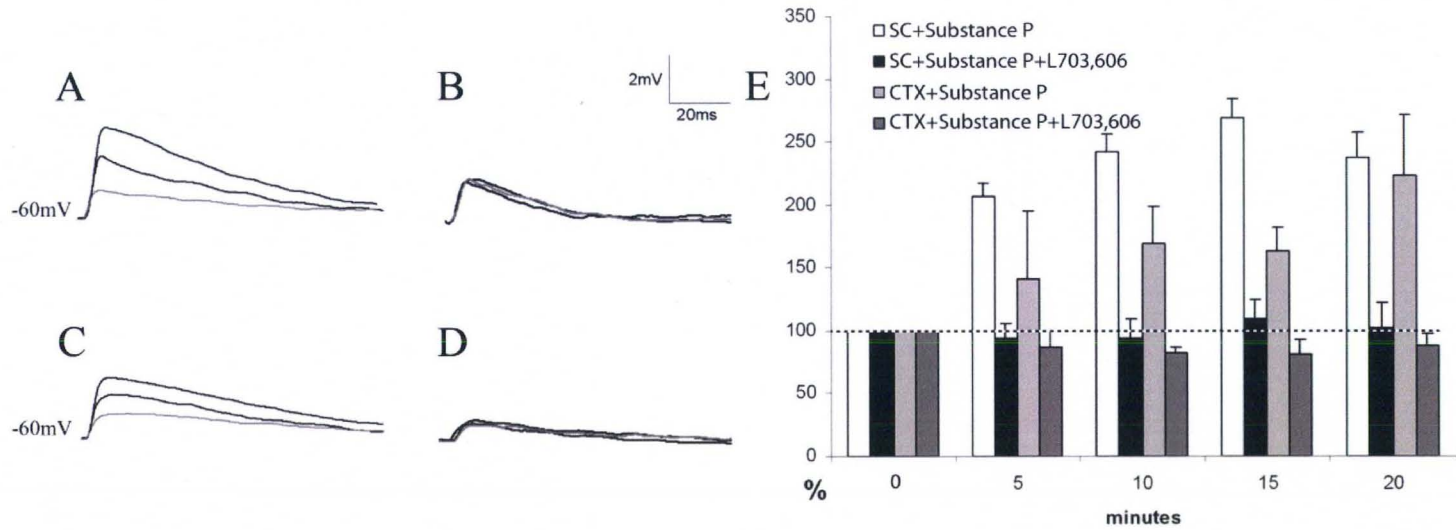 A
-60mV
B
2mV
20ms
C
-60mV
D
E
350
300
250
200
150
100
50
0
%
SC+Substance P
SC+Substance P+L703,606
CTX+Substance P
CTX+Substance P+L703,606
0 5 10 15 20
minutes